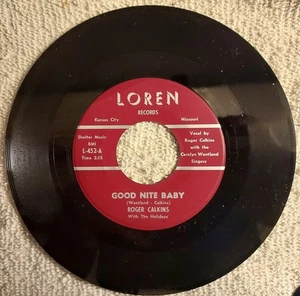 LOREN
RECORDS
Kansas City Missouri
Shelter Music
BMI
L-452-A
Time 2:15
Vocal by
Roger Calkins
with the
Carolyn Westland
Singers
GOOD NITE BABY
(Westland - Calkins)
ROGER CALKINS
With The Holidays